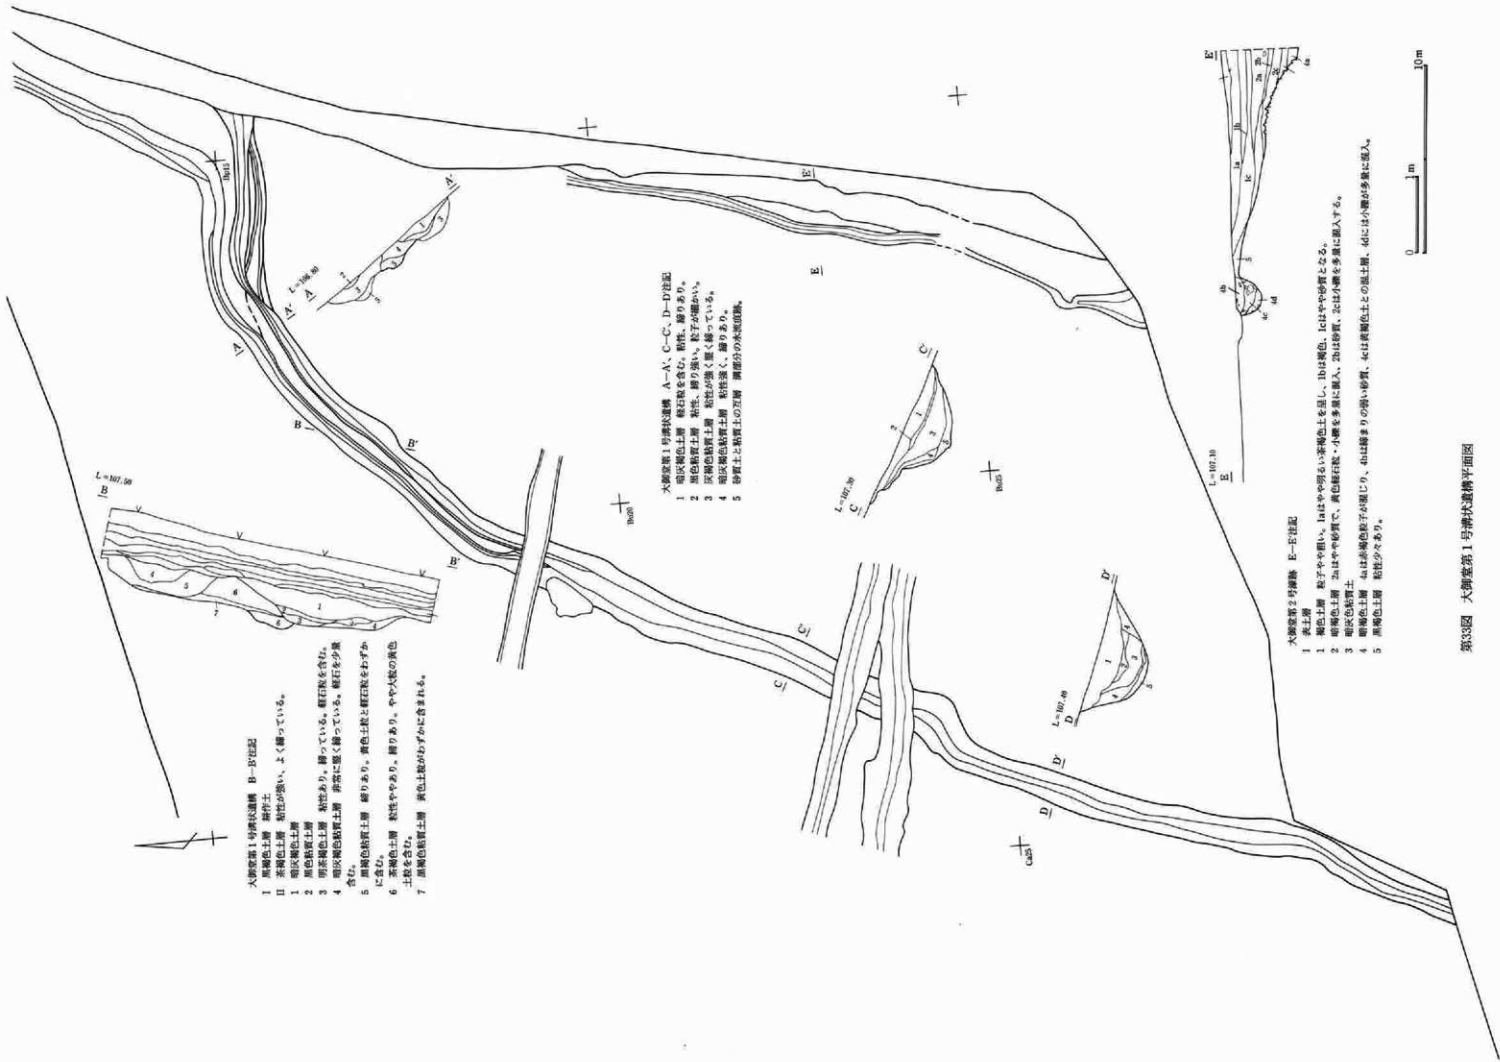 大御堂第１号溝状遺構　B－B′注記
Ⅰ　黒褐色土層　耕作土
Ⅱ　茶褐色土層　粘性が強い、よく締っている。
1　暗灰褐色土層
2　黒色粘質土層
3　明茶褐色土層　粘性あり。締っている。軽石粒を含む。
4　暗灰褐色粘質土層　非常に堅く締っている。軽石を少量
含む。
5　黒褐色粘質土層　締りあり。黄色土粒と軽石粒をわずか
に含む。
6　茶褐色土層　粒性ややあり。締りあり。やや大粒の黄色
土粒を含む。
7　黒褐色粘質土層　黄色土粒がわずかに含まれる。
大御堂第１号溝状遺構　A－A′、C－C′、D－D′注記
1　暗灰褐色土層　軽石粒を含む。粘性、締りあり。
2　黒色粘質土層　粘性、締り強い。粒子が細かい。
3　灰褐色粘質土層　粘性が強く堅く締っている。
4　暗灰褐色粘質土層　粘性強く、締りあり。
5　砂質土と粘質土の互層　溝部分の水流痕跡。
大御堂第２号溝跡　E－E′注記
Ⅰ　表土層
1　褐色土層　粒子やや粗い。1aはやや明るい茶褐色土を呈し、1bは褐色、1cはやや砂質となる。
2　暗褐色土層　2aはやや砂質で、黄色軽石粒・小礫を多量に混入、2bは砂質、2cは小礫を多量に混入する。
3　暗灰色粘質土
4　暗褐色土層　4aは赤褐色粒子が混じり、4bは締まりの弱い砂質、4cは黄褐色土との混土層、4dには小礫が多量に混入。
5　黒褐色土層　粘性少々あり。
L=107.50
B
B′
L=106.80
A
A′
A″
L=107.30
C
C′
L=107.40
D
D′
L=107.10
E
E′
1a
1b
1c
2a
2b
2c
4a
4b
4c
4d
5
Bp15
Bu20
Bu25
Ca25
0
1m
10m
第33図　大御堂第１号溝状遺構平面図